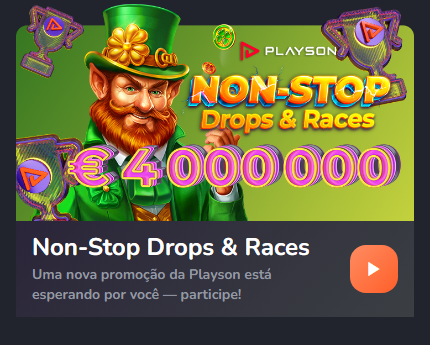 PLAYSON
NON-STOP
Drops & Races
€4000000
Non-Stop Drops & Races
Uma nova promoção da Playson está
esperando por você — participe!